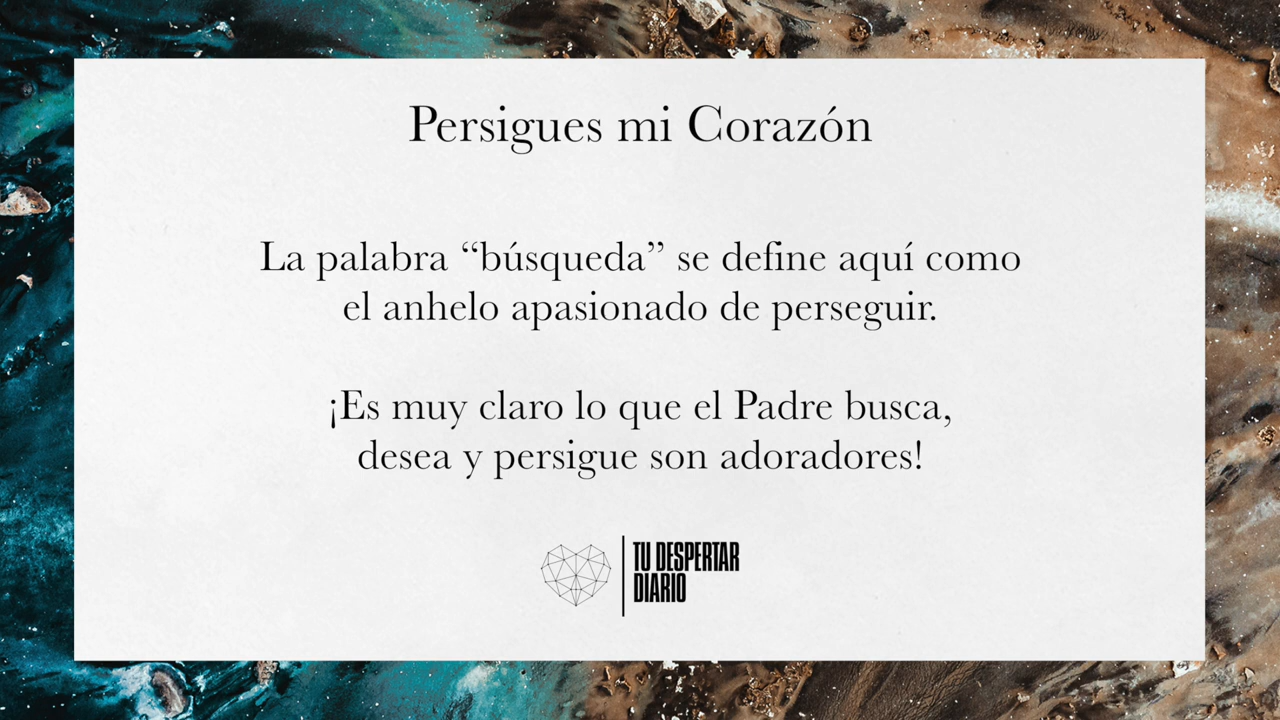 Persigues mi Corazón
La palabra “búsqueda” se define aquí como
el anhelo apasionado de perseguir.
¡Es muy claro lo que el Padre busca,
desea y persigue son adoradores!
TU DESPERTAR
DIARIO